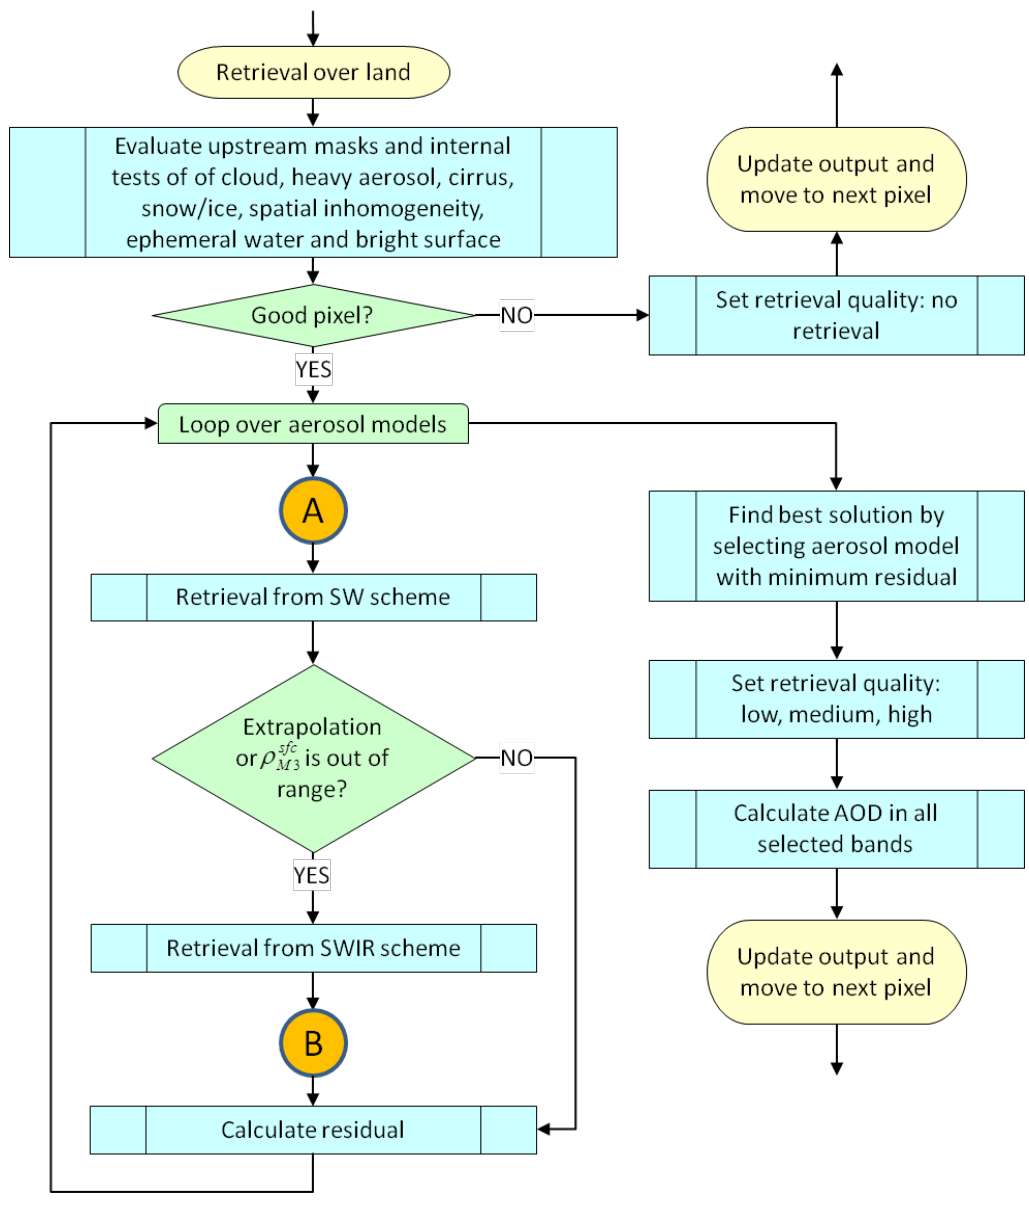 Retrieval over land
Evaluate upstream masks and internal
tests of of cloud, heavy aerosol, cirrus,
snow/ice, spatial inhomogeneity,
ephemeral water and bright surface
Good pixel?
NO
YES
Set retrieval quality: no
retrieval
Update output and
move to next pixel
Loop over aerosol models
A
Retrieval from SW scheme
Extrapolation
or ρ_{M3}^{sfc} is out of
range?
NO
YES
Retrieval from SWIR scheme
B
Calculate residual
Find best solution by
selecting aerosol model
with minimum residual
Set retrieval quality:
low, medium, high
Calculate AOD in all
selected bands
Update output and
move to next pixel